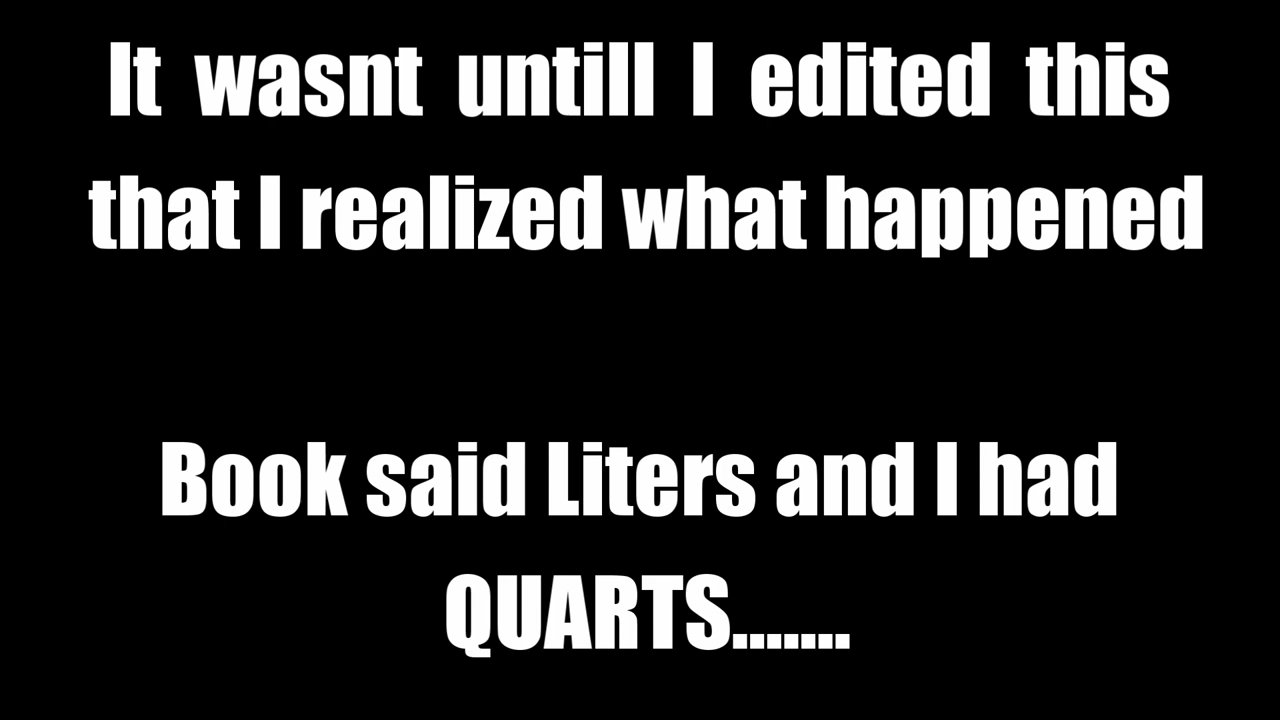 It wasnt untill I edited this
that I realized what happened
Book said Liters and I had
QUARTS.......